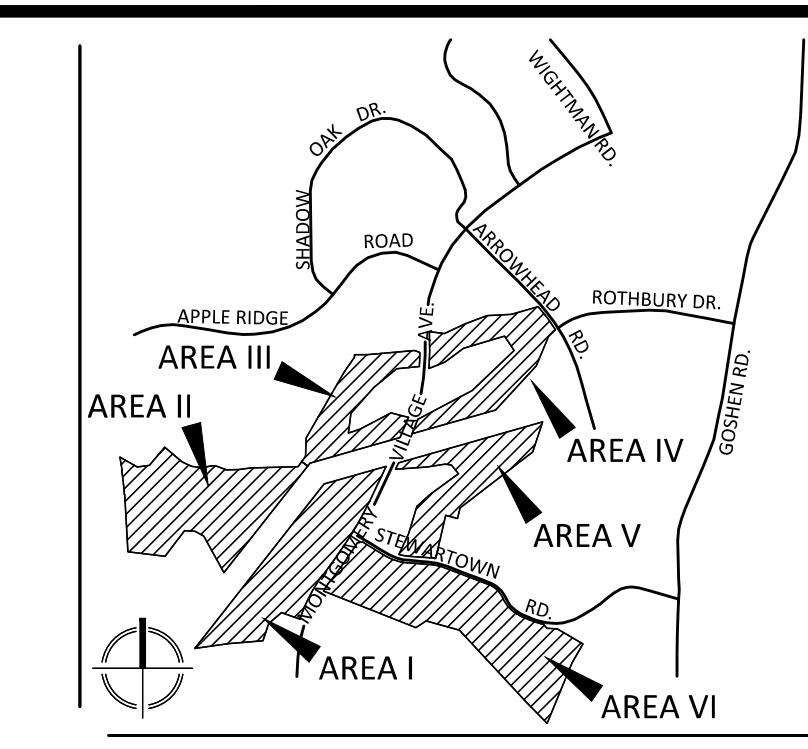 WIGHTMAN RD.
SHADOW OAK DR.
ARROWHEAD RD.
APPLE RIDGE ROAD
ROTHBURY DR.
GOSHEN RD.
MONTGOMERY VILLAGE AVE.
AREA III
AREA II
AREA IV
AREA V
STEWARTOWN RD.
AREA I
AREA VI